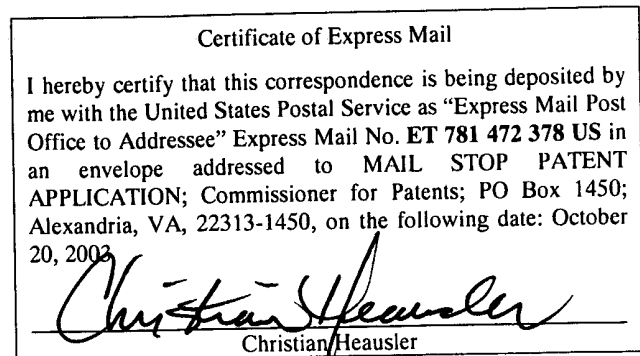 Certificate of Express Mail
I hereby certify that this correspondence is being deposited by
me with the United States Postal Service as “Express Mail Post
Office to Addressee” Express Mail No. ET 781 472 378 US in
an envelope addressed to MAIL STOP PATENT
APPLICATION; Commissioner for Patents; PO Box 1450;
Alexandria, VA, 22313-1450, on the following date: October
20, 2003
Christian Heausler
Christian Heausler